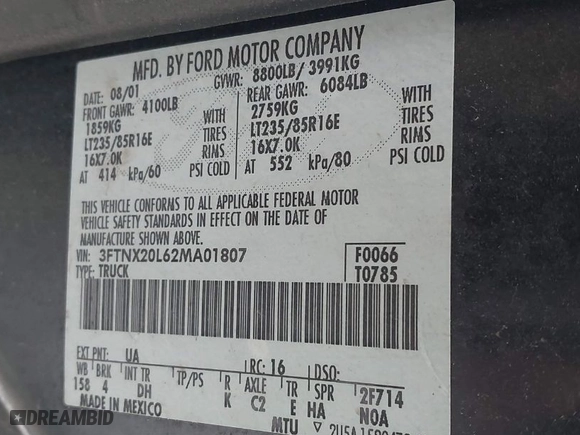 MFD. BY FORD MOTOR COMPANY
DATE: 08/01 GVWR: 8800LB/ 3991KG
FRONT GAWR: 4100LB REAR GAWR: 6084LB
1859KG WITH 2759KG WITH
LT235/85R16E TIRES LT235/85R16E TIRES
16X7.0K RIMS 16X7.0K RIMS
AT 414 kPa/60 PSI COLD AT 552 kPa/80 PSI COLD
THIS VEHICLE CONFORMS TO ALL APPLICABLE FEDERAL MOTOR
VEHICLE SAFETY STANDARDS IN EFFECT ON THE DATE OF
MANUFACTURE SHOWN ABOVE.
VIN: 3FTNX20L62MA01807 F0066
TYPE: TRUCK T0785
EXT PNT: UA RC: 16 DSO:
WB BRK INT TR TP/PS R AXLE TR SPR 2F714
158 4 DH K C2 E HA NOA
MADE IN MEXICO MTU
DREAMBID